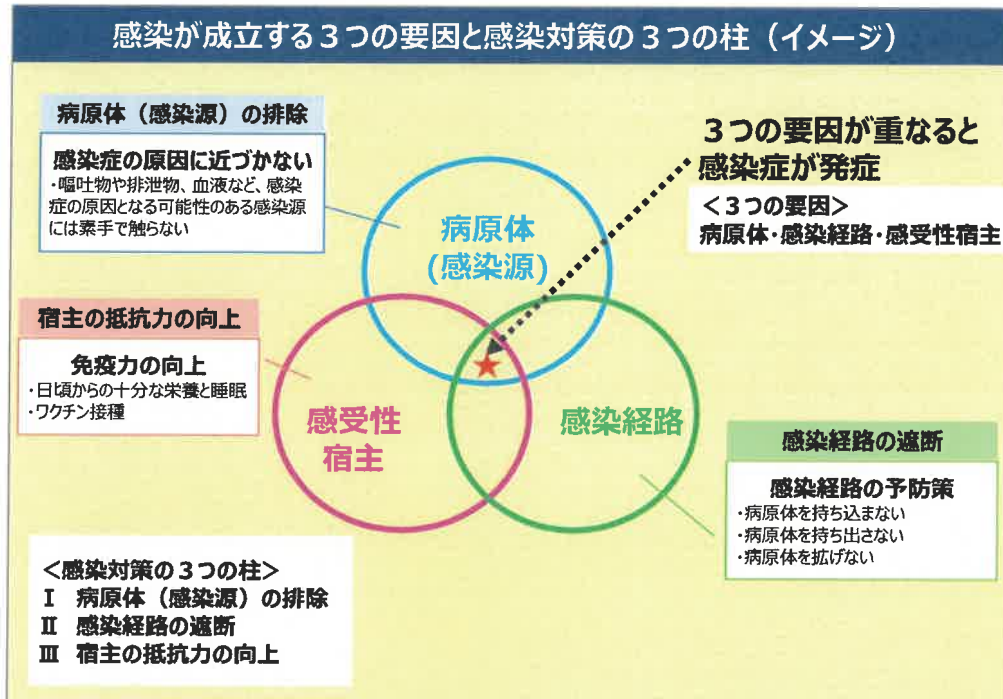 感染が成立する３つの要因と感染対策の３つの柱（イメージ）
病原体（感染源）の排除
感染症の原因に近づかない
・嘔吐物や排泄物、血液など、感染
症の原因となる可能性のある感染源
には素手で触らない
３つの要因が重なると
感染症が発症
＜３つの要因＞
病原体・感染経路・感受性宿主
病原体
(感染源)
宿主の抵抗力の向上
免疫力の向上
・日頃からの十分な栄養と睡眠
・ワクチン接種
感受性
宿主
感染経路
感染経路の遮断
感染経路の予防策
・病原体を持ち込まない
・病原体を持ち出さない
・病原体を拡げない
＜感染対策の３つの柱＞
Ⅰ 病原体（感染源）の排除
Ⅱ 感染経路の遮断
Ⅲ 宿主の抵抗力の向上